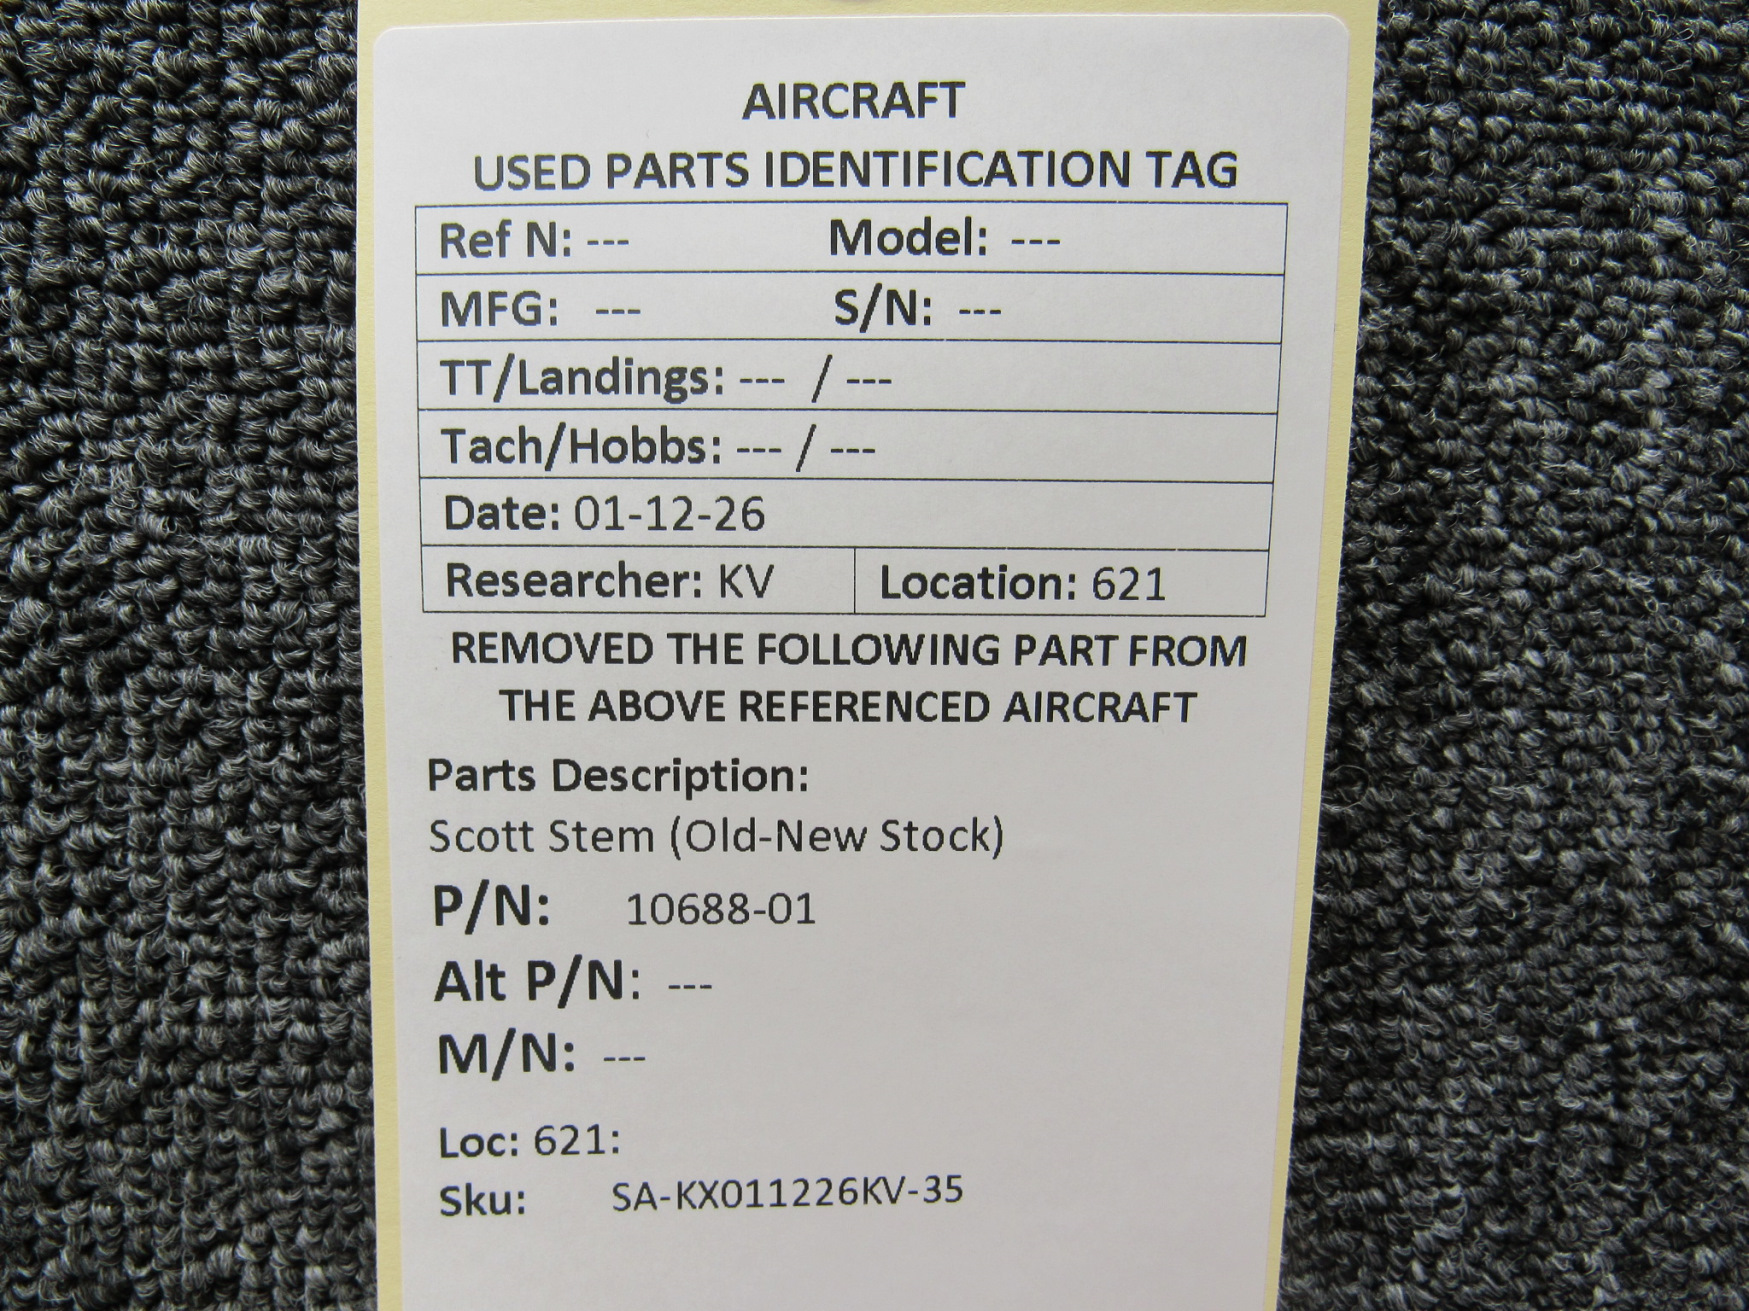 AIRCRAFT
USED PARTS IDENTIFICATION TAG
Ref N: --- Model: ---
MFG: --- S/N: ---
TT/Landings: --- / ---
Tach/Hobbs: --- / ---
Date: 01-12-26
Researcher: KV Location: 621
REMOVED THE FOLLOWING PART FROM
THE ABOVE REFERENCED AIRCRAFT
Parts Description:
Scott Stem (Old-New Stock)
P/N: 10688-01
Alt P/N: ---
M/N: ---
Loc: 621:
Sku: SA-KX011226KV-35